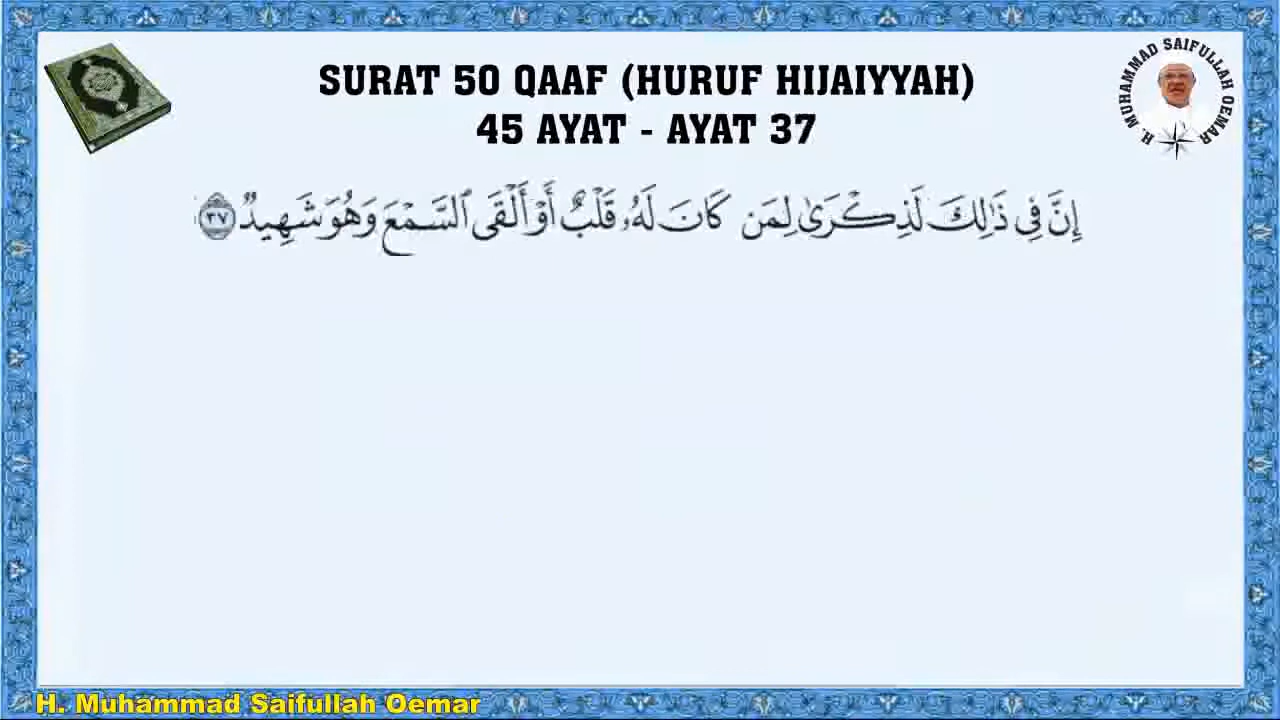 SURAT 50 QAAF (HURUF HIJAIYYAH)
45 AYAT - AYAT 37
H. MUHAMMAD SAIFULLAH OEMAR
إِنَّ فِي ذَٰلِكَ لَذِكْرَىٰ لِمَن كَانَ لَهُۥ قَلْبٌ أَوْ أَلْقَى ٱلسَّمْعَ وَهُوَ شَهِيدٌ ٣٧
H. Muhammad Saifullah Oemar